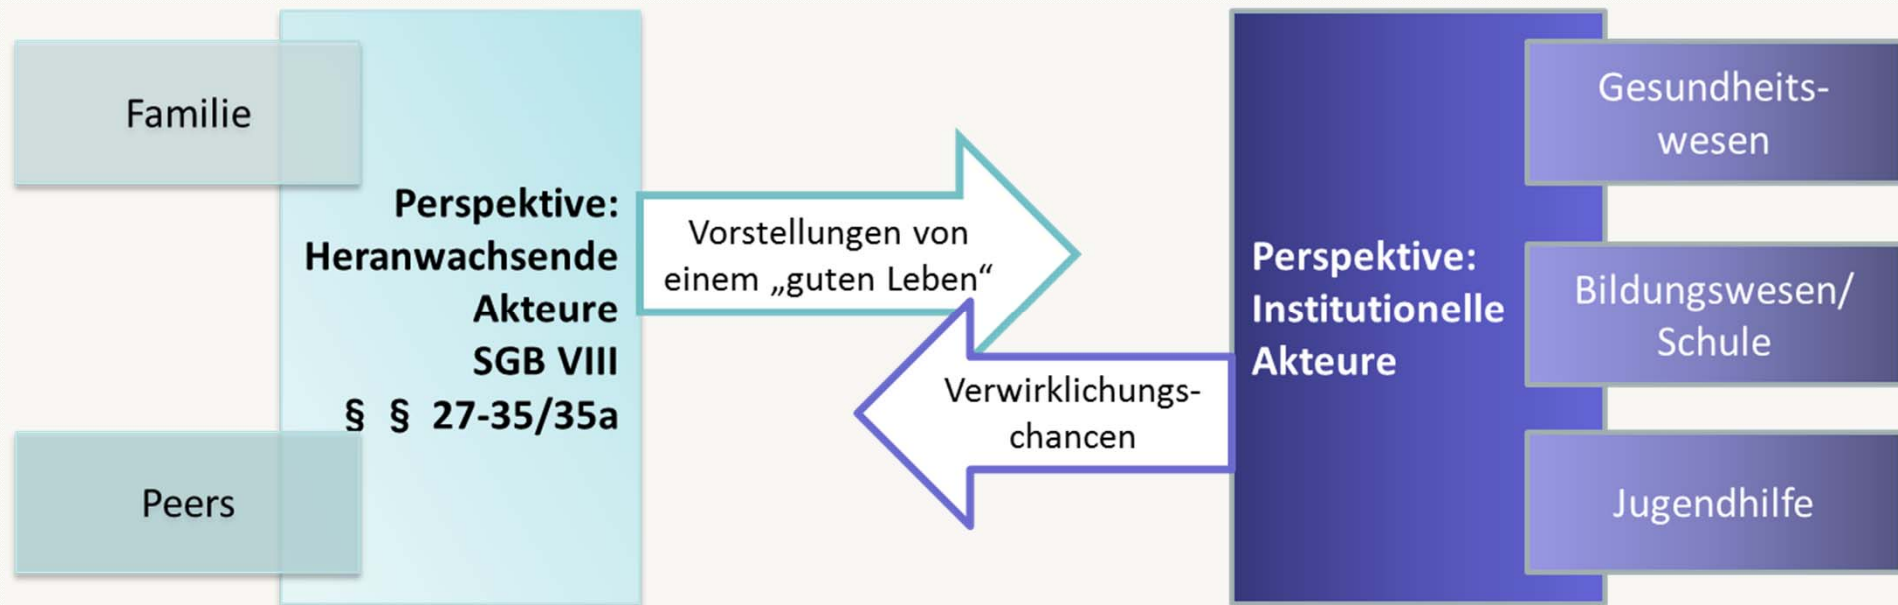 Familie
Peers
Perspektive:
Heranwachsende
Akteure
SGB VIII
§ § 27-35/35a
Vorstellungen von
einem „guten Leben“
Verwirklichungs-
chancen
Perspektive:
Institutionelle
Akteure
Gesundheits-
wesen
Bildungswesen/
Schule
Jugendhilfe